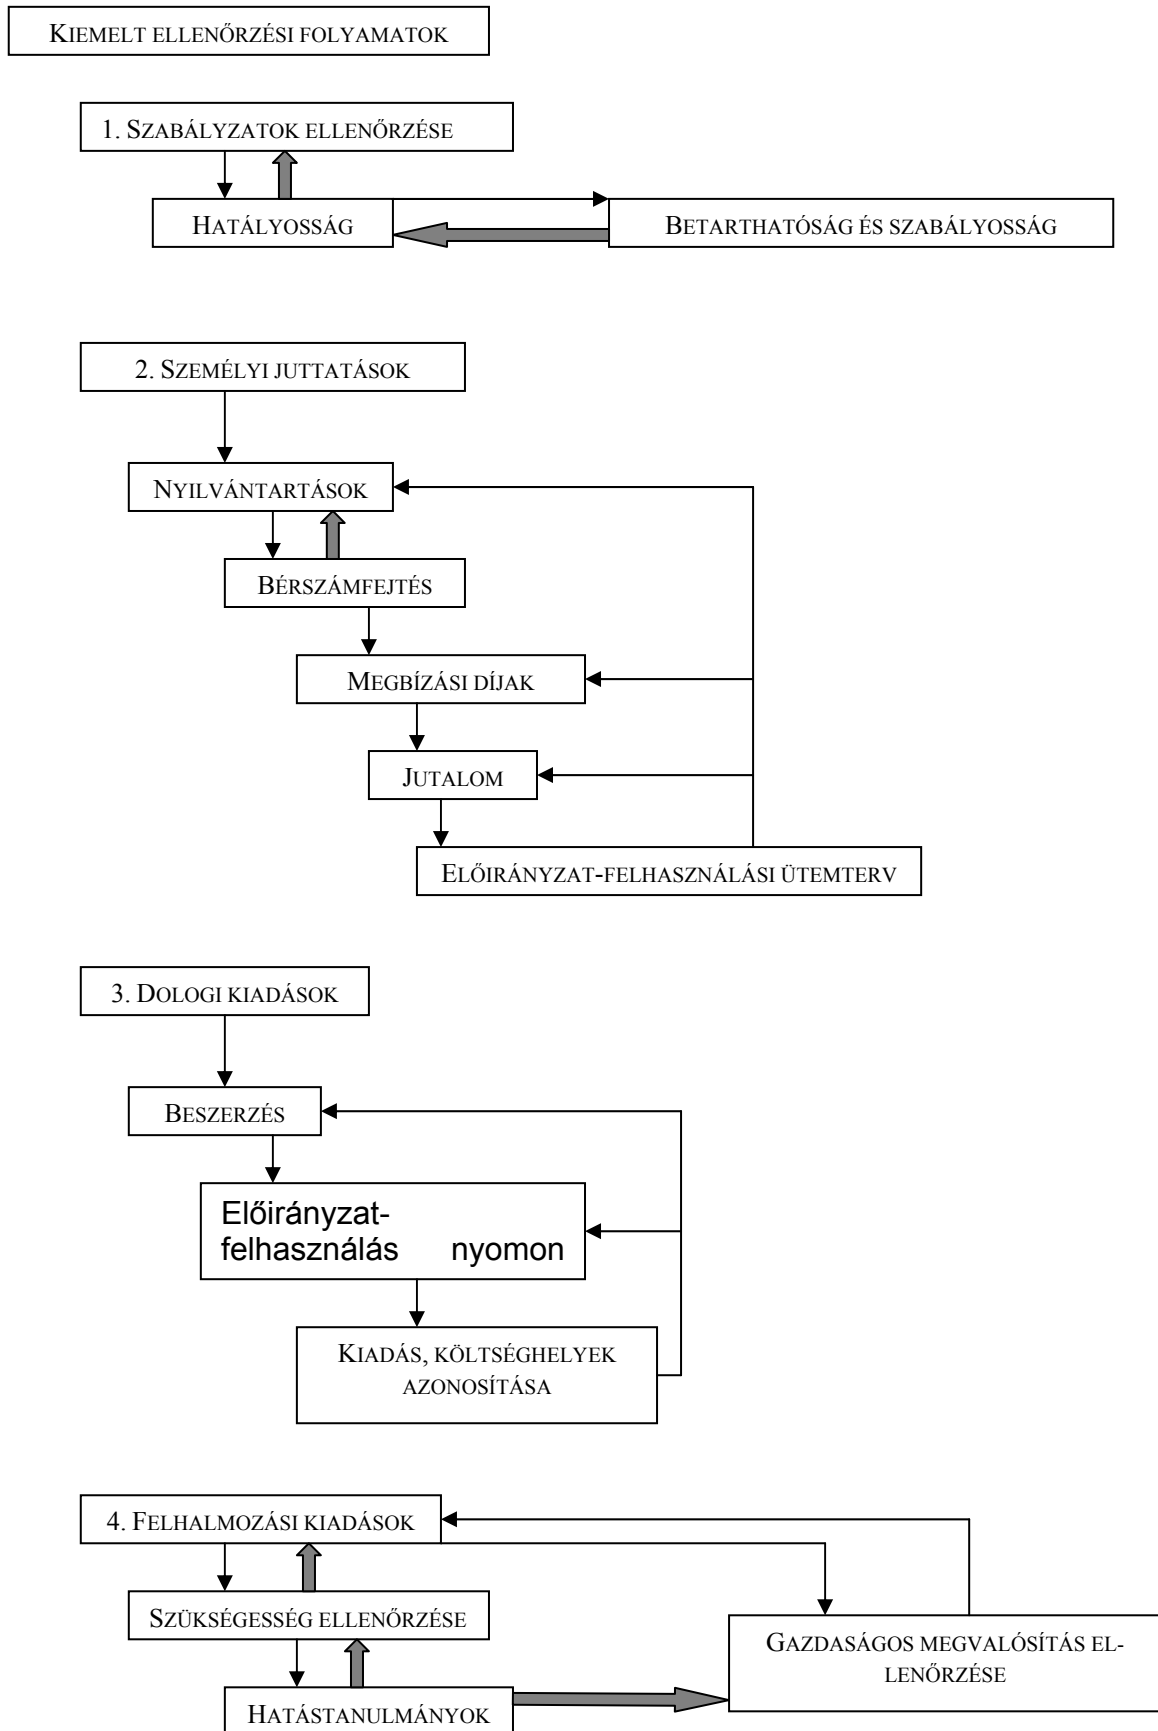 KIEMELT ELLENŐRZÉSI FOLYAMATOK
1. SZABÁLYZATOK ELLENŐRZÉSE
HATÁLYOSSÁG
BETARTHATÓSÁG ÉS SZABÁLYOSSÁG
2. SZEMÉLYI JUTTATÁSOK
NYILVÁNTARTÁSOK
BÉRSZÁMFEJTÉS
MEGBÍZÁSI DÍJAK
JUTALOM
ELŐIRÁNYZAT-FELHASZNÁLÁSI ÜTEMTERV
3. DOLOGI KIADÁSOK
BESZERZÉS
Előirányzat-
felhasználás nyomon
KIADÁS, KÖLTSÉGHELYEK
AZONOSÍTÁSA
4. FELHALMOZÁSI KIADÁSOK
SZÜKSÉGESSÉG ELLENŐRZÉSE
GAZDASÁGOS MEGVALÓSÍTÁS EL-
LENŐRZÉSE
HATÁSTANULMÁNYOK